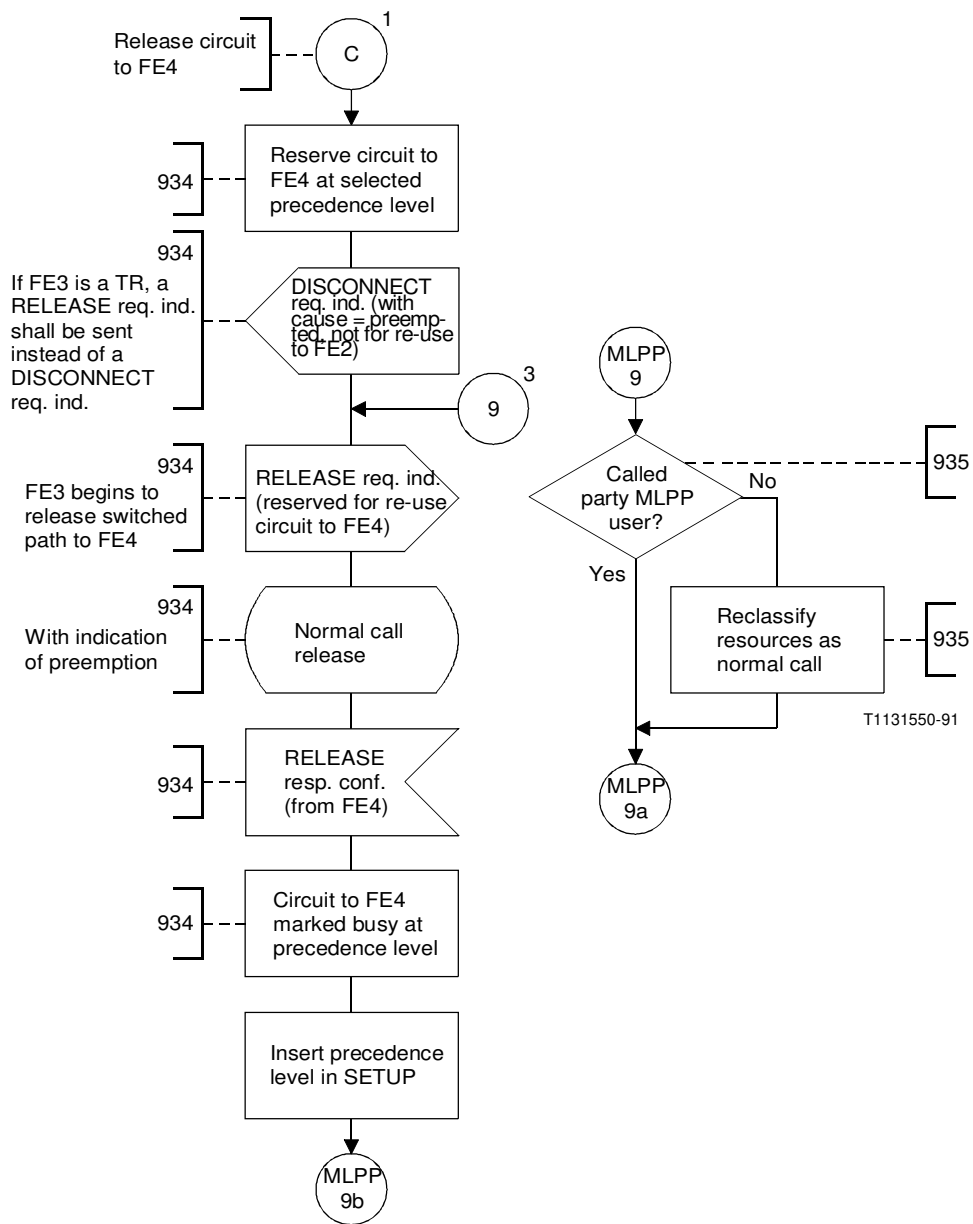 Release circuit
to FE4
1
C
934
Reserve circuit to
FE4 at selected
precedence level
934
If FE3 is a TR, a
RELEASE req. ind.
shall be sent
instead of a
DISCONNECT
req. ind.
DISCONNECT
req. ind. (with
cause = preemp-
ted, not for re-use
to FE2)
3
9
934
FE3 begins to
release switched
path to FE4
RELEASE req. ind.
(reserved for re-use
circuit to FE4)
934
With indication
of preemption
Normal call
release
934
RELEASE
resp. conf.
(from FE4)
934
Circuit to FE4
marked busy at
precedence level
Insert precedence
level in SETUP
MLPP
9b
MLPP
9
Called
party MLPP
user?
935
No
Yes
Reclassify
resources as
normal call
935
T1131550-91
MLPP
9a